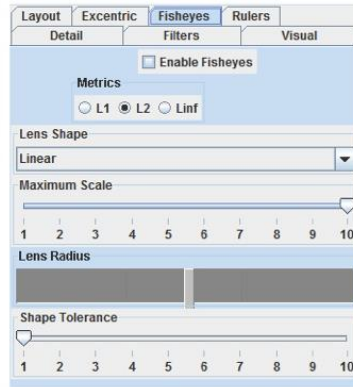 Layout Excentric Fisheyes Rulers
Detail Filters Visual
Enable Fisheyes
Metrics
L1 L2 Linf
Lens Shape
Linear
Maximum Scale
1 2 3 4 5 6 7 8 9 10
Lens Radius
Shape Tolerance
1 2 3 4 5 6 7 8 9 10